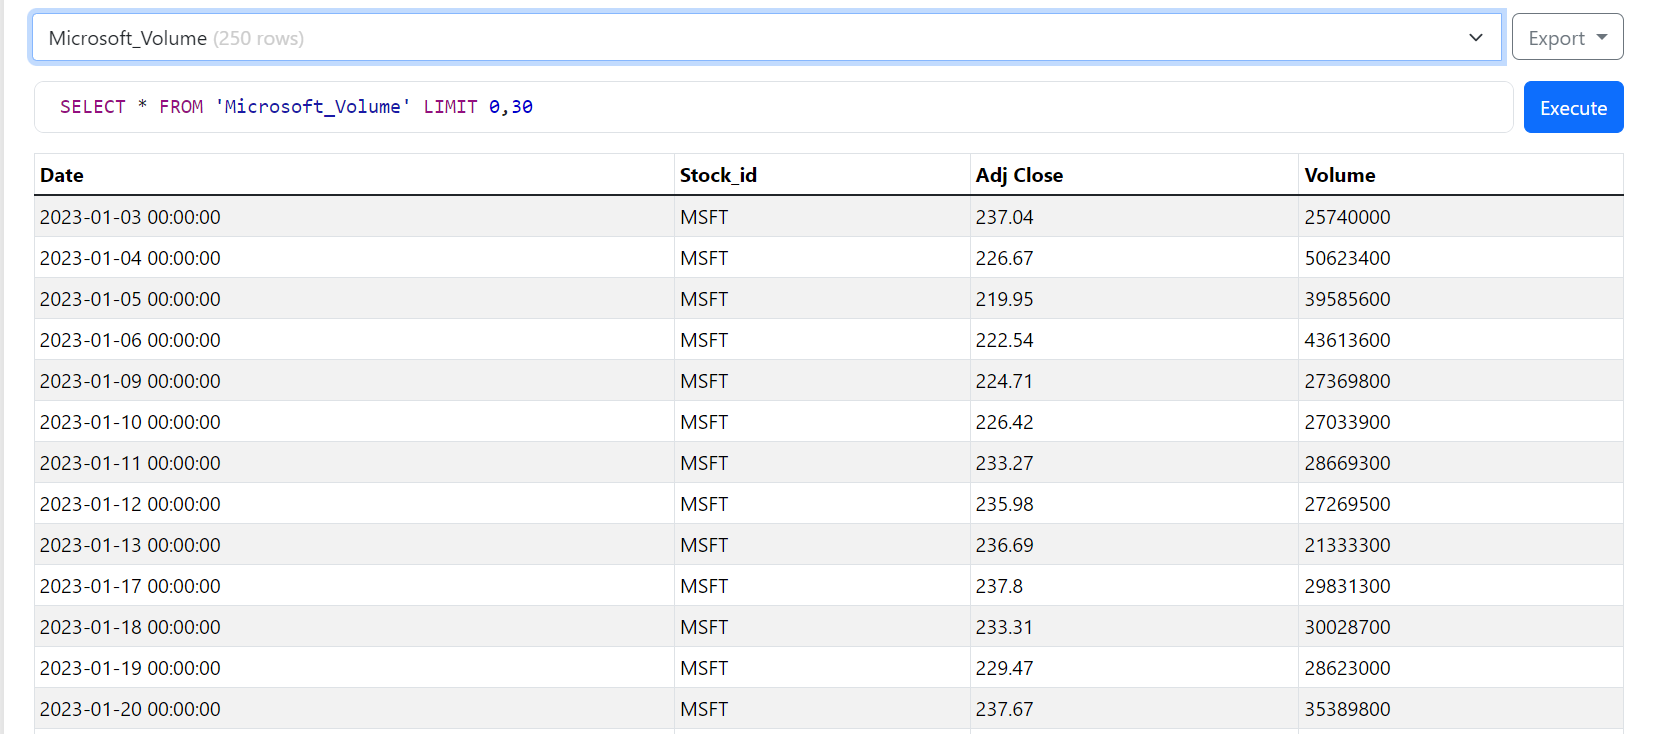 Microsoft_Volume (250 rows)
Export
SELECT * FROM 'Microsoft_Volume' LIMIT 0,30
Execute
Date Stock_id Adj Close Volume
2023-01-03 00:00:00 MSFT 237.04 25740000
2023-01-04 00:00:00 MSFT 226.67 50623400
2023-01-05 00:00:00 MSFT 219.95 39585600
2023-01-06 00:00:00 MSFT 222.54 43613600
2023-01-09 00:00:00 MSFT 224.71 27369800
2023-01-10 00:00:00 MSFT 226.42 27033900
2023-01-11 00:00:00 MSFT 233.27 28669300
2023-01-12 00:00:00 MSFT 235.98 27269500
2023-01-13 00:00:00 MSFT 236.69 21333300
2023-01-17 00:00:00 MSFT 237.8 29831300
2023-01-18 00:00:00 MSFT 233.31 30028700
2023-01-19 00:00:00 MSFT 229.47 28623000
2023-01-20 00:00:00 MSFT 237.67 35389800